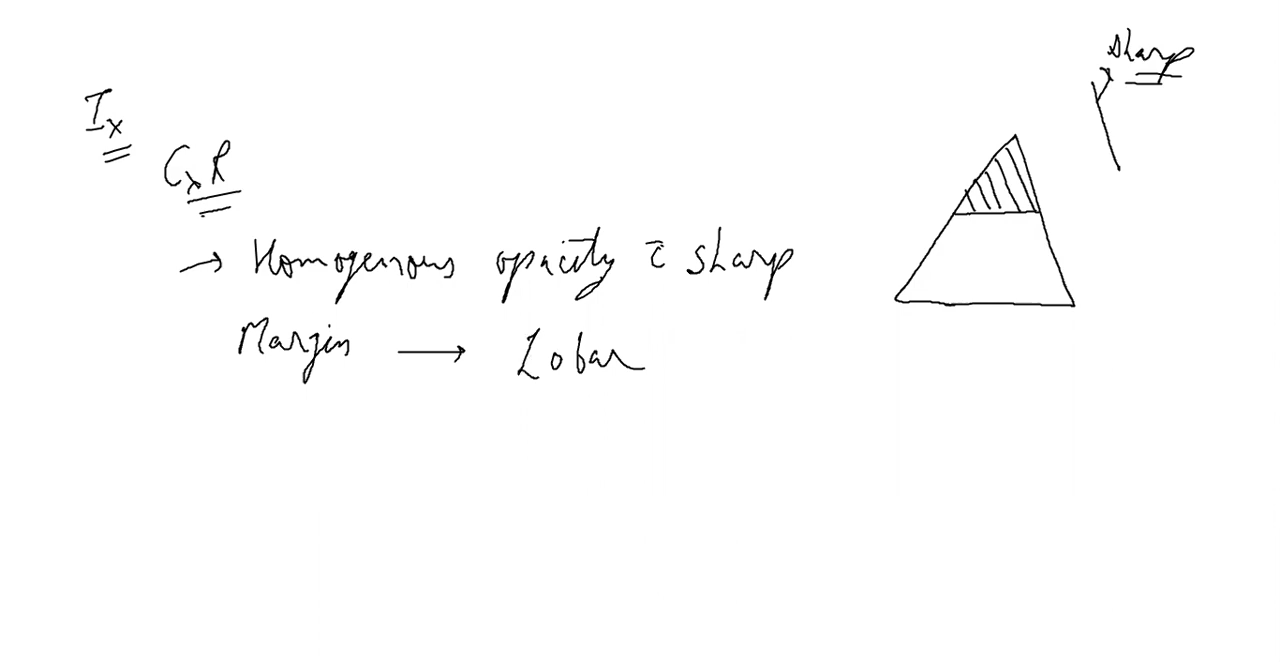 sharp
Ix
CxR
→ Homogenous opacity c̄ sharp
Margin → Lobar